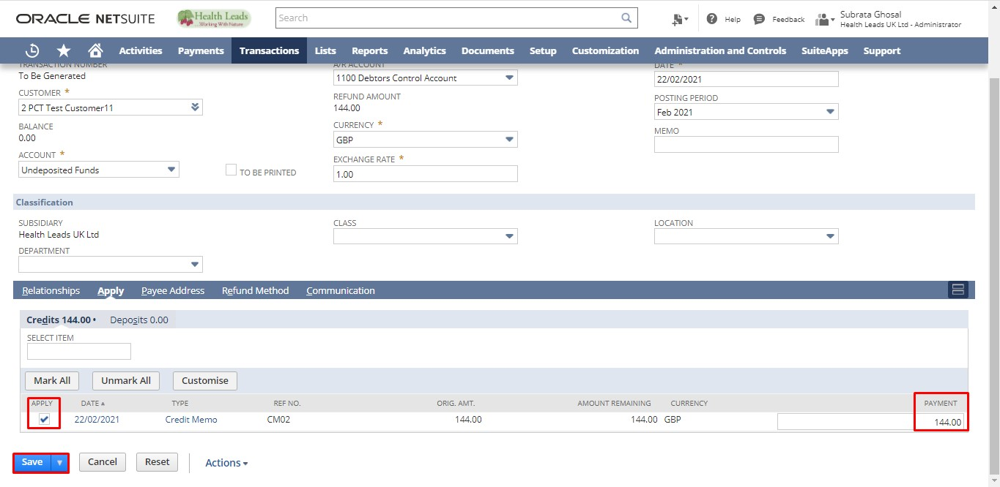 ORACLE NETSUITE
Health Leads
...Working With Nature
Search
Help
Feedback
Subrata Ghosal
Health Leads UK Ltd - Administrator
Activities Payments Transactions Lists Reports Analytics Documents Setup Customization Administration and Controls SuiteApps Support
TRANSACTION NUMBER
To Be Generated
CUSTOMER *
2 PCT Test Customer11
BALANCE
0.00
ACCOUNT *
Undeposited Funds
TO BE PRINTED
A/R ACCOUNT
1100 Debtors Control Account
REFUND AMOUNT
144.00
CURRENCY *
GBP
EXCHANGE RATE *
1.00
DATE *
22/02/2021
POSTING PERIOD
Feb 2021
MEMO
Classification
SUBSIDIARY
Health Leads UK Ltd
DEPARTMENT
CLASS
LOCATION
Relationships Apply Payee Address Refund Method Communication
Credits 144.00 • Deposits 0.00
SELECT ITEM
Mark All Unmark All Customise
APPLY DATE ▲ TYPE REF NO. ORIG. AMT. AMOUNT REMAINING CURRENCY PAYMENT
22/02/2021 Credit Memo CM02 144.00 144.00 GBP 144.00
Save Cancel Reset Actions